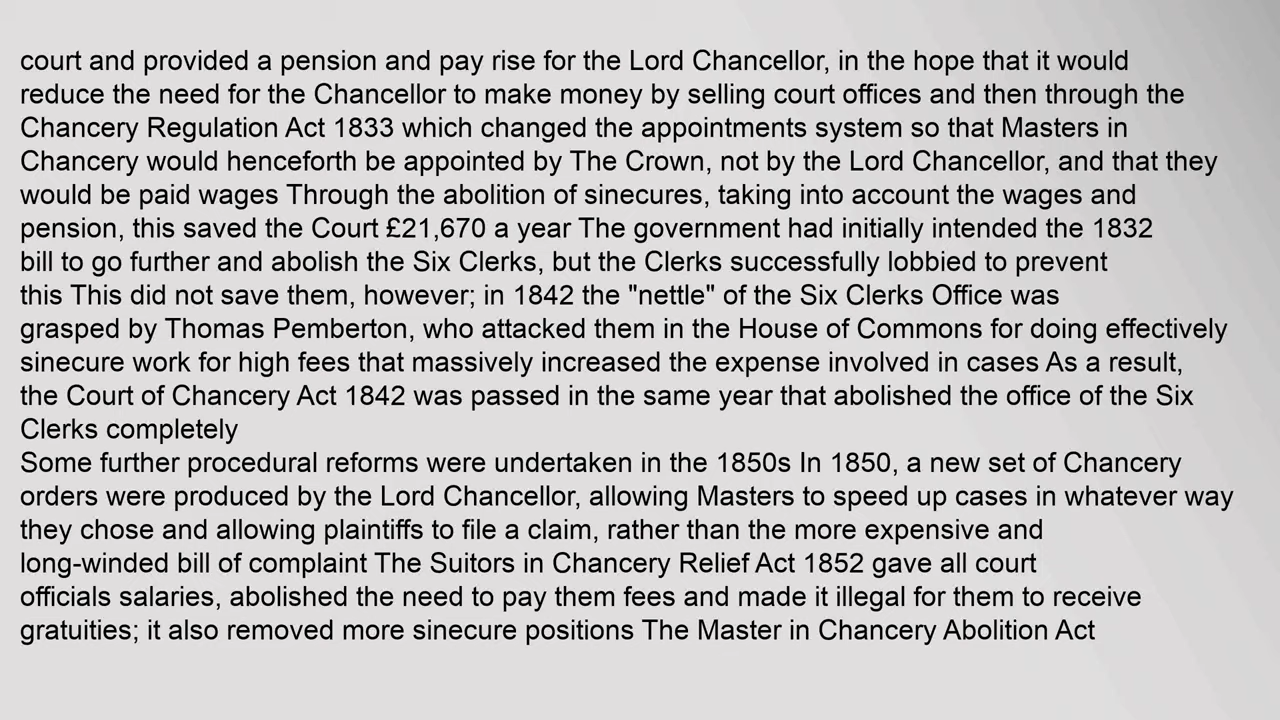 court and provided a pension and pay rise for the Lord Chancellor, in the hope that it would
reduce the need for the Chancellor to make money by selling court offices and then through the
Chancery Regulation Act 1833 which changed the appointments system so that Masters in
Chancery would henceforth be appointed by The Crown, not by the Lord Chancellor, and that they
would be paid wages Through the abolition of sinecures, taking into account the wages and
pension, this saved the Court £21,670 a year The government had initially intended the 1832
bill to go further and abolish the Six Clerks, but the Clerks successfully lobbied to prevent
this This did not save them, however; in 1842 the "nettle" of the Six Clerks Office was
grasped by Thomas Pemberton, who attacked them in the House of Commons for doing effectively
sinecure work for high fees that massively increased the expense involved in cases As a result,
the Court of Chancery Act 1842 was passed in the same year that abolished the office of the Six
Clerks completely
Some further procedural reforms were undertaken in the 1850s In 1850, a new set of Chancery
orders were produced by the Lord Chancellor, allowing Masters to speed up cases in whatever way
they chose and allowing plaintiffs to file a claim, rather than the more expensive and
long-winded bill of complaint The Suitors in Chancery Relief Act 1852 gave all court
officials salaries, abolished the need to pay them fees and made it illegal for them to receive
gratuities; it also removed more sinecure positions The Master in Chancery Abolition Act